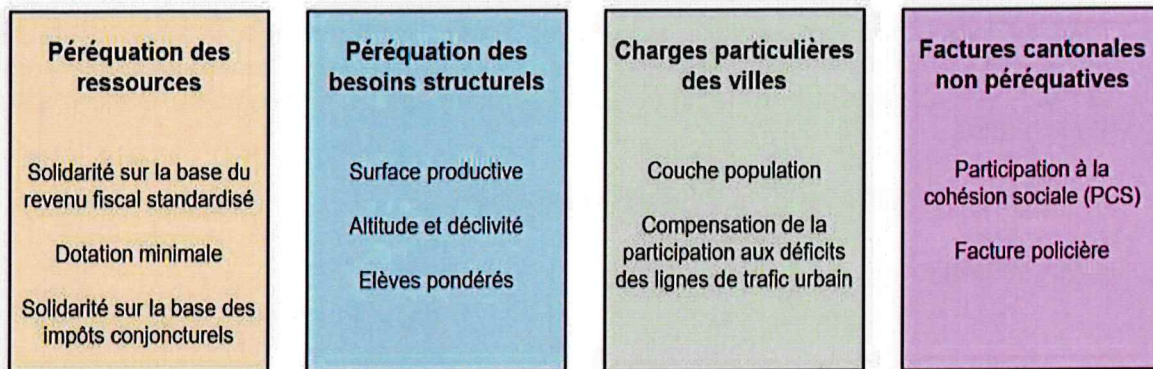 Péréquation des
ressources
Solidarité sur la base du
revenu fiscal standardisé
Dotation minimale
Solidarité sur la base des
impôts conjoncturels
Péréquation des
besoins structurels
Surface productive
Altitude et déclivité
Elèves pondérés
Charges particulières
des villes
Couche population
Compensation de la
participation aux déficits
des lignes de trafic urbain
Factures cantonales
non péréquatives
Participation à la
cohésion sociale (PCS)
Facture policière